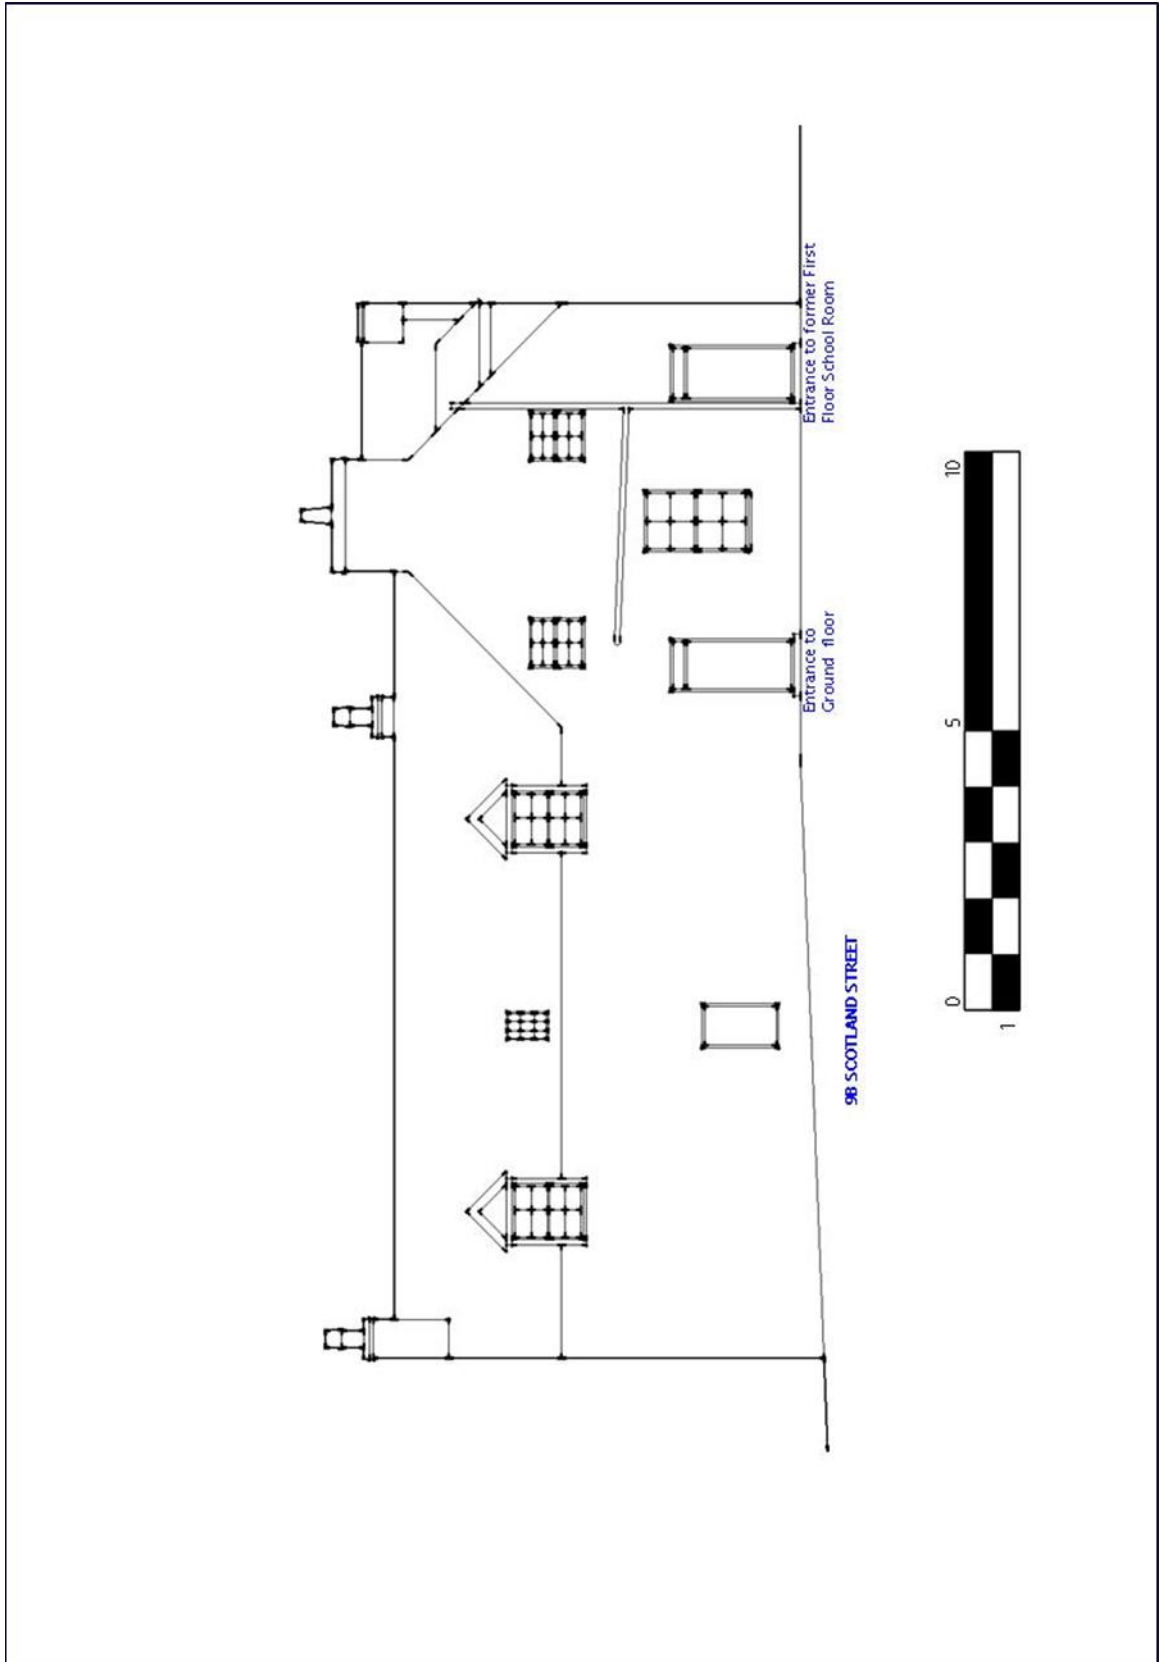 Entrance to former First
Floor School Room
Entrance to
Ground floor
98 SCOTLAND STREET
0
5
10
1